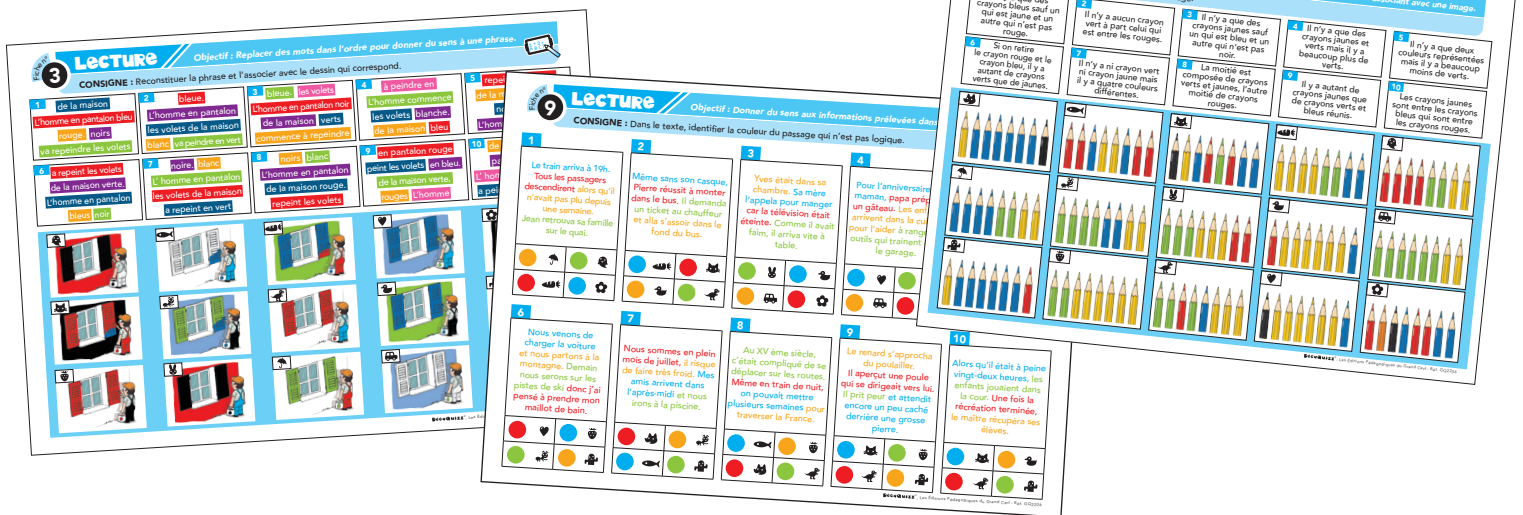 Fiche n° 3
LECTURE
Objectif : Replacer des mots dans l'ordre pour donner du sens à une phrase.
CONSIGNE : Reconstituer la phrase et l'associer avec le dessin qui correspond.
1
de la maison
L'homme en pantalon bleu
rouge. noirs
va repeindre les volets
2
bleue.
L'homme en pantalon
les volets de la maison
blanc va peindre en vert
3
bleue. les volets
L'homme en pantalon noir
de la maison verts
commence à repeindre
4
à peindre en
L'homme commence
les volets blanche.
de la maison bleu
5
6
a repeint les volets
de la maison verte.
L'homme en pantalon
bleus noir
7
noire. blanc
L' homme en pantalon
les volets de la maison
a repeint en vert
8
noirs blanc
L'homme en pantalon
de la maison rouge.
repeint les volets
9
en pantalon rouge
peint les volets en bleu.
de la maison verte.
rouges L'homme
10
Fiche n° 9
LECTURE
Objectif : Donner du sens aux informations prélevées dans
CONSIGNE : Dans le texte, identifier la couleur du passage qui n'est pas logique.
1
Le train arriva à 19h.
Tous les passagers
descendirent alors qu'il
n'avait pas plu depuis
une semaine.
Jean retrouva sa famille
sur le quai.
2
Même sans son casque,
Pierre réussit à monter
dans le bus. Il demanda
un ticket au chauffeur
et alla s'assoir dans le
fond du bus.
3
Yves était dans sa
chambre. Sa mère
l'appela pour manger
car la télévision était
éteinte. Comme il avait
faim, il arriva vite à
table.
4
Pour l'anniversaire
maman, papa prép
un gâteau. Les enf
arrivent dans la cu
pour l'aider à range
outils qui trainent
le garage.
6
Nous venons de
charger la voiture
et nous partons à la
montagne. Demain
nous serons sur les
pistes de ski donc j'ai
pensé à prendre mon
maillot de bain.
7
Nous sommes en plein
mois de juillet, il risque
de faire très froid. Mes
amis arrivent dans
l'après-midi et nous
irons à la piscine.
8
Au XV ème siècle,
c'était compliqué de se
déplacer sur les routes.
Même en train de nuit,
on pouvait mettre
plusieurs semaines pour
traverser la France.
9
Le renard s'approcha
du poulailler.
Il aperçut une poule
qui se dirigeait vers lui.
Il prit peur et attendit
encore un peu caché
derrière une grosse
pierre.
10
Alors qu'il était à peine
vingt-deux heures, les
enfants jouaient dans
la cour. Une fois la
récréation terminée,
le maître récupéra ses
élèves.
associant avec une image.
crayons bleus sauf un
qui est jaune et un
autre qui n'est pas
rouge.
2
Il n'y a aucun crayon
vert à part celui qui
est entre les rouges.
3
Il n'y a que des
crayons jaunes sauf
un qui est bleu et un
autre qui n'est pas
noir.
4
Il n'y a que des
crayons jaunes et
verts mais il y a
beaucoup plus de
verts.
5
Il n'y a que deux
couleurs représentées
mais il y a beaucoup
moins de verts.
6
Si on retire
le crayon rouge et le
crayon bleu, il y a
autant de crayons
verts que de jaunes.
7
Il n'y a ni crayon vert
ni crayon jaune mais
il y a quatre couleurs
différentes.
8
La moitié est
composée de crayons
verts et jaunes, l'autre
moitié de crayons
rouges.
9
Il y a autant de
crayons jaunes que
de crayons verts et
bleus réunis.
10
Les crayons jaunes
sont entre les crayons
bleus qui sont entre
les crayons rouges.